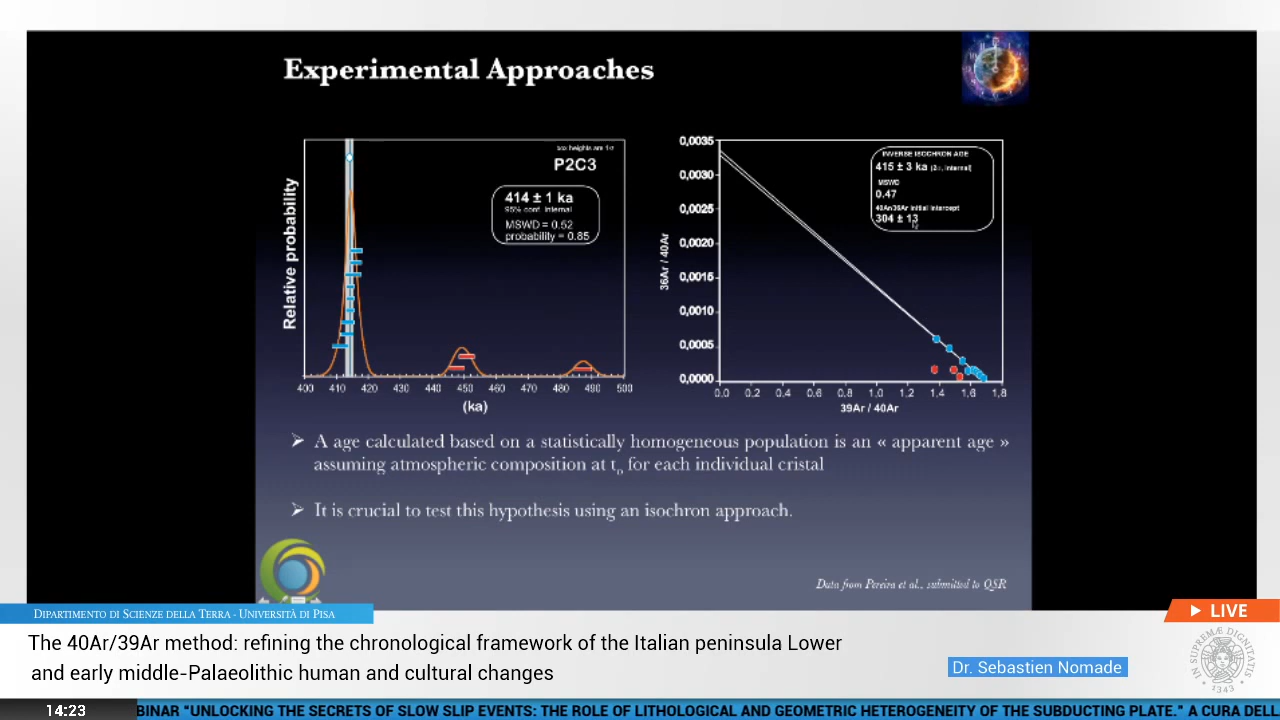 Experimental Approaches
box heights are 1σ
P2C3
414 ± 1 ka
95% conf. internal
MSWD = 0.52
probability = 0.85
Relative probability
400 410 420 430 440 450 460 470 480 490 500
(ka)
0,0035
0,0030
0,0025
0,0020
0,0015
0,0010
0,0005
0,0000
36Ar / 40Ar
INVERSE ISOCHRON AGE
415 ± 3 ka (2σ, internal)
MSWD
0.47
40Ar/36Ar initial intercept
304 ± 13
0,0 0,2 0,4 0,6 0,8 1,0 1,2 1,4 1,6 1,8
39Ar / 40Ar
➢ A age calculated based on a statistically homogeneous population is an « apparent age »
assuming atmospheric composition at t₀ for each individual cristal
➢ It is crucial to test this hypothesis using an isochron approach.
Data from Pereira et al., submitted to QSR
DIPARTIMENTO DI SCIENZE DELLA TERRA - UNIVERSITÀ DI PISA
LIVE
The 40Ar/39Ar method: refining the chronological framework of the Italian peninsula Lower
and early middle-Palaeolithic human and cultural changes
Dr. Sebastien Nomade
IN SUPREMÆ DIGNITATIS
1343
14:23
BINAR "UNLOCKING THE SECRETS OF SLOW SLIP EVENTS: THE ROLE OF LITHOLOGICAL AND GEOMETRIC HETEROGENEITY OF THE SUBDUCTING PLATE." A CURA DELL